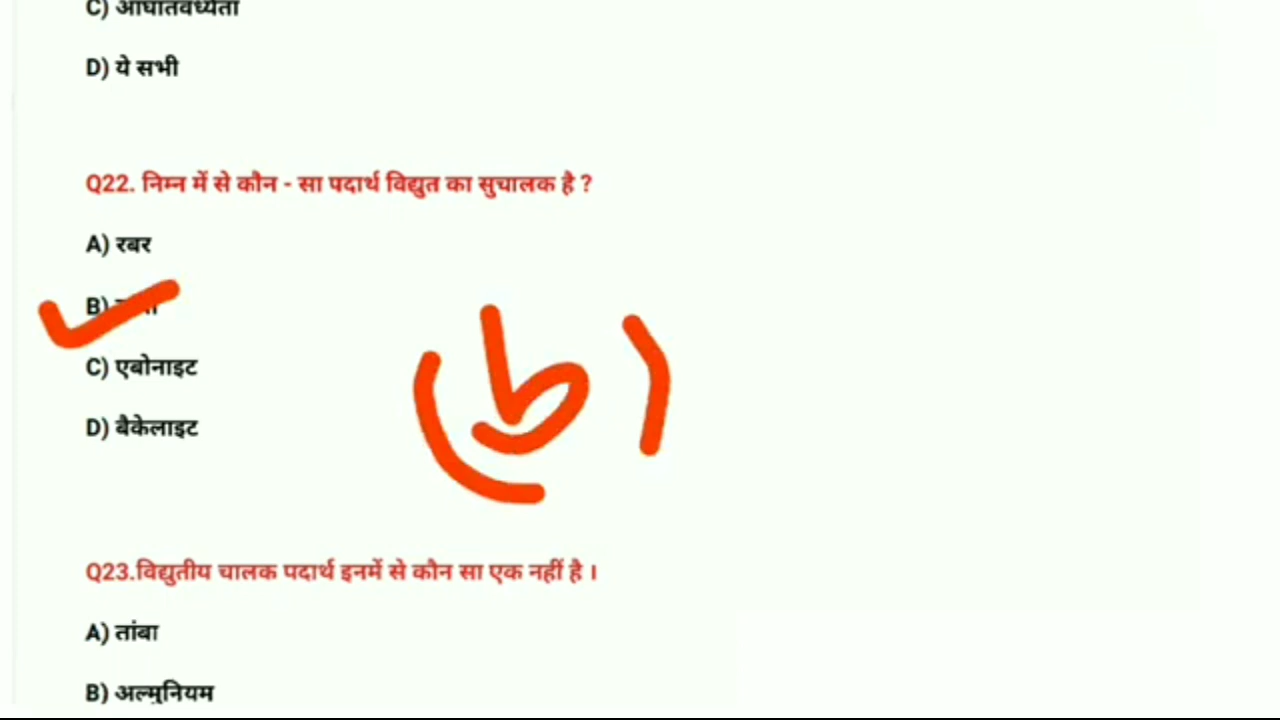 C) आघातवर्ध्यता
D) ये सभी
Q22. निम्न में से कौन - सा पदार्थ विद्युत का सुचालक है ?
A) रबर
B)
C) एबोनाइट
(b)
D) बैकेलाइट
Q23.विद्युतीय चालक पदार्थ इनमें से कौन सा एक नहीं है ।
A) तांबा
B) अल्मुनियम